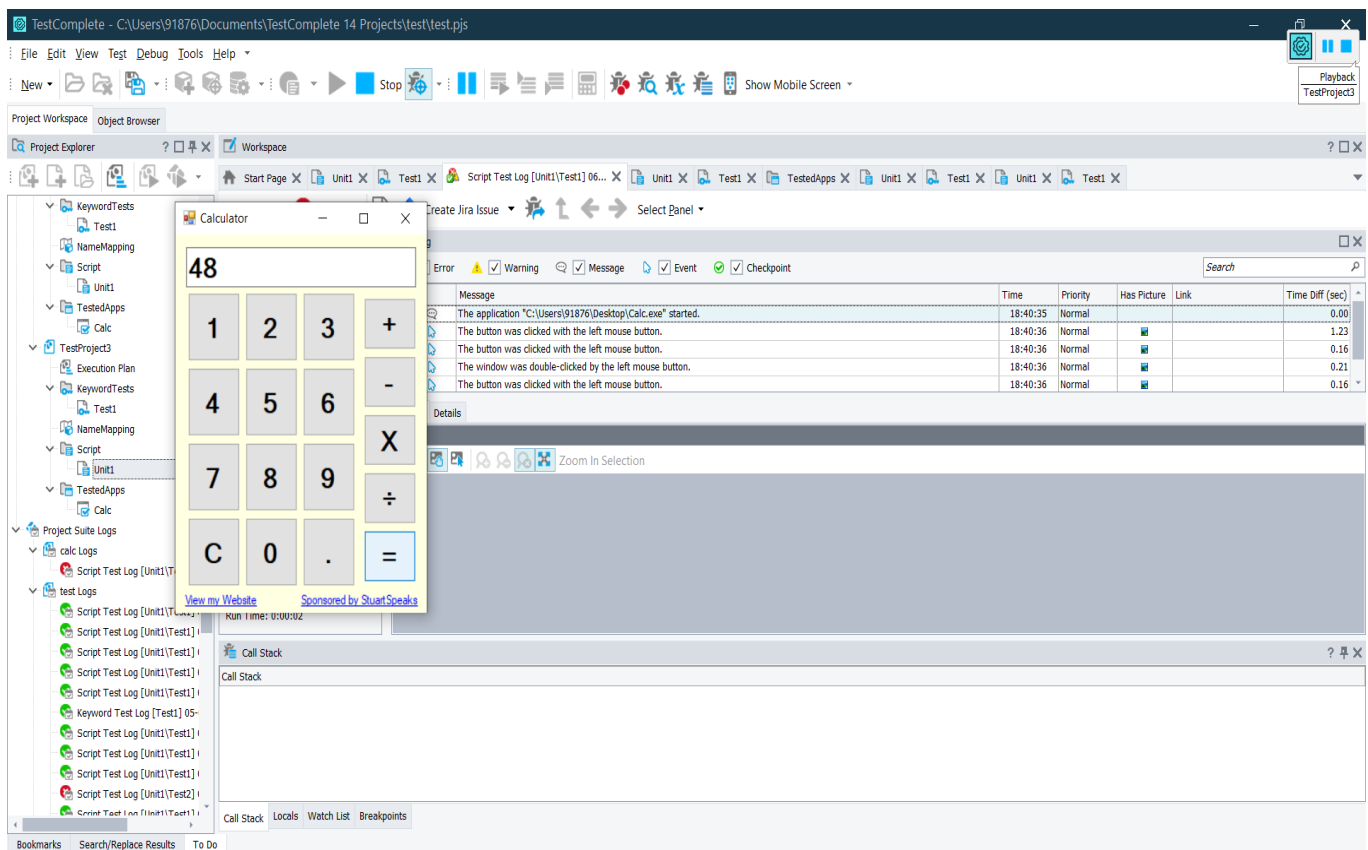 TestComplete - C:\Users\91876\Documents\TestComplete 14 Projects\test\test.pjs
File Edit View Test Debug Tools Help
New Stop Show Mobile Screen
Playback
TestProject3
Project Workspace Object Browser
Project Explorer ? Workspace ?
Start Page Unit1 Test1 Script Test Log [Unit1\Test1] 06... Unit1 Test1 TestedApps Unit1 Test1 Unit1 Test1
KeywordTests
Test1
NameMapping
Script
Unit1
TestedApps
Calc
TestProject3
Execution Plan
KeywordTests
Test1
NameMapping
Script
Unit1
TestedApps
Calc
Project Suite Logs
calc Logs
Script Test Log [Unit1\T
test Logs
Script Test Log [Unit1\Test1]
Script Test Log [Unit1\Test1]
Script Test Log [Unit1\Test1]
Script Test Log [Unit1\Test1]
Script Test Log [Unit1\Test1]
Keyword Test Log [Test1] 05-
Script Test Log [Unit1\Test1]
Script Test Log [Unit1\Test1]
Script Test Log [Unit1\Test1]
Script Test Log [Unit1\Test2]
Script Test Log [Unit1\Test1]
Bookmarks Search/Replace Results To Do
Calculator
48
1 2 3 +
4 5 6 -
X
7 8 9
÷
C 0 . =
View my Website Sponsored by StuartSpeaks
Create Jira Issue Select Panel
Error Warning Message Event Checkpoint Search
Message Time Priority Has Picture Link Time Diff (sec)
The application "C:\Users\91876\Desktop\Calc.exe" started. 18:40:35 Normal 0.00
The button was clicked with the left mouse button. 18:40:36 Normal 1.23
The button was clicked with the left mouse button. 18:40:36 Normal 0.16
The window was double-clicked by the left mouse button. 18:40:36 Normal 0.21
The button was clicked with the left mouse button. 18:40:36 Normal 0.16
Details
Zoom In Selection
Run Time: 0:00:02
Call Stack ?
Call Stack
Call Stack Locals Watch List Breakpoints